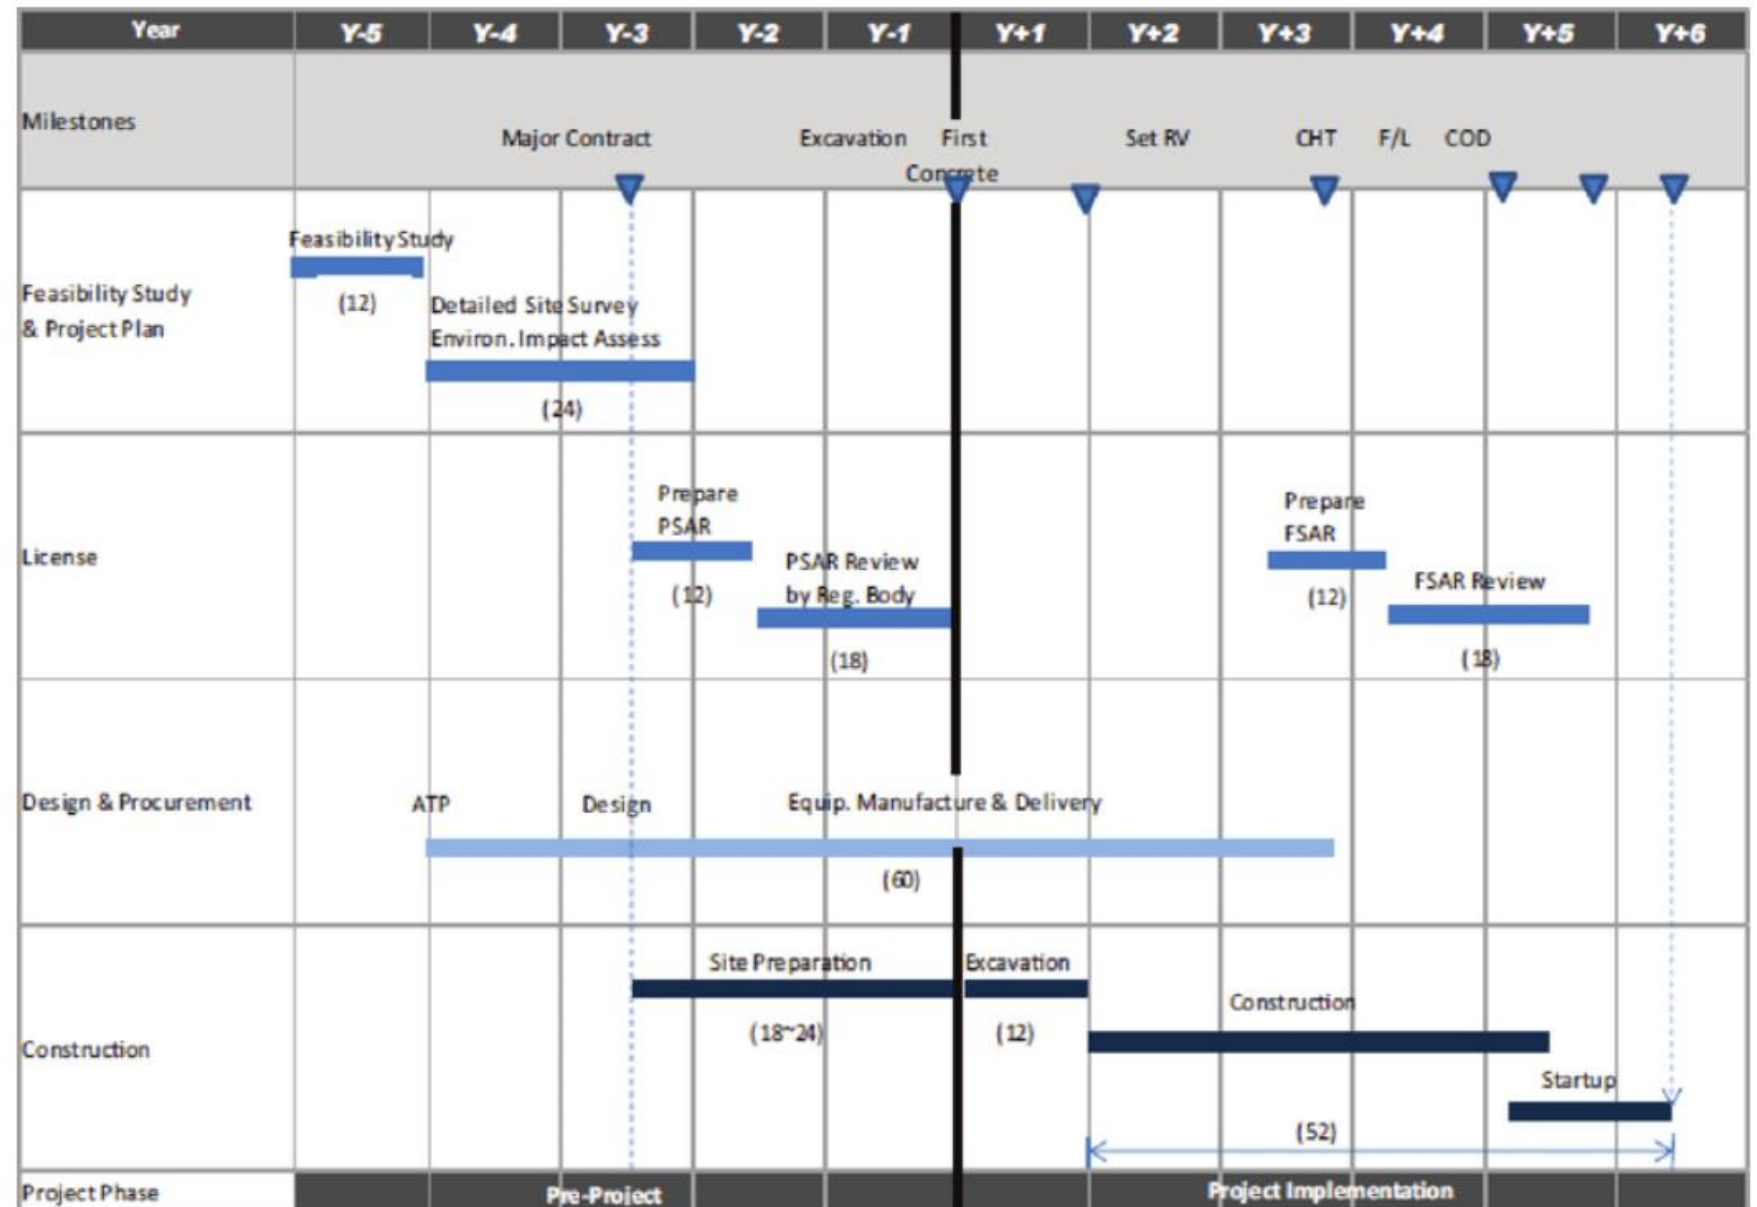 Year Y-5 Y-4 Y-3 Y-2 Y-1 Y+1 Y+2 Y+3 Y+4 Y+5 Y+6
Milestones
Major Contract Excavation First Set RV CHT F/L COD
Concrete
Feasibility Study
& Project Plan
Feasibility Study
(12)
Detailed Site Survey
Environ. Impact Assess
(24)
License
Prepare
PSAR
(12)
PSAR Review
by Reg. Body
(18)
Prepare
FSAR
(12)
FSAR Review
(18)
Design & Procurement
ATP Design Equip. Manufacture & Delivery
(60)
Construction
Site Preparation
(18~24)
Excavation
(12)
Construction
Startup
(52)
Project Phase Pre-Project Project Implementation